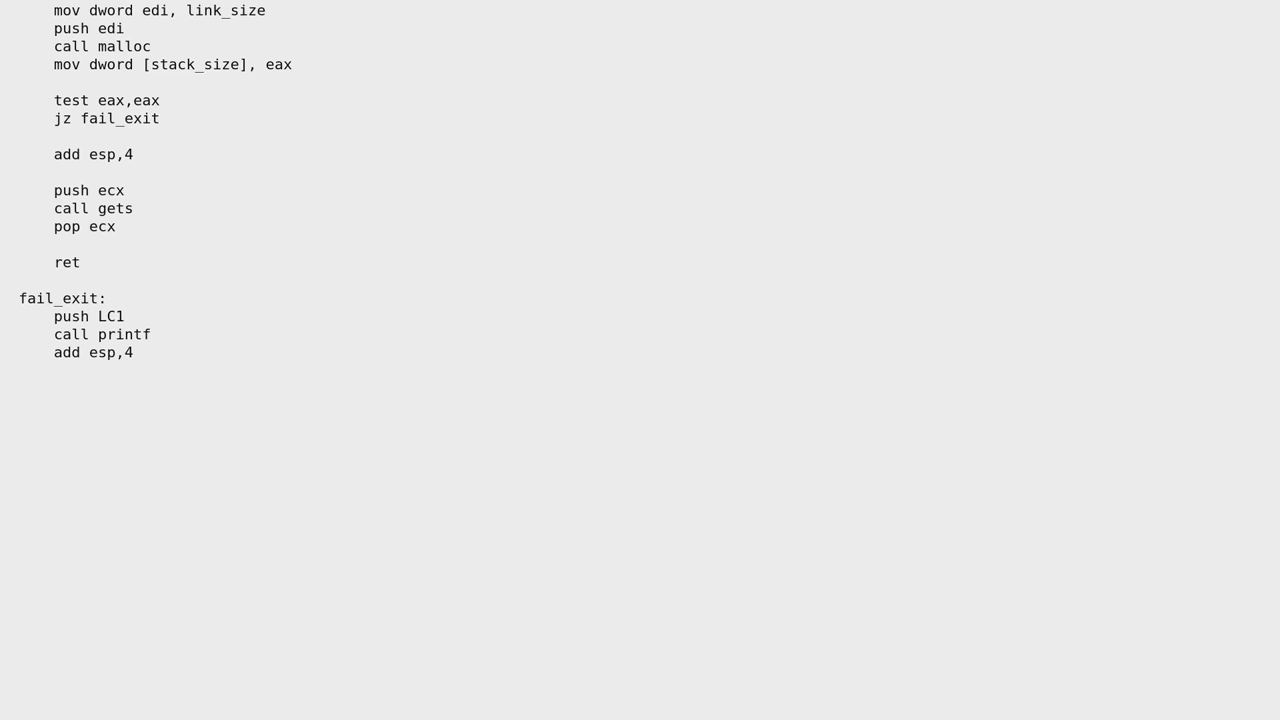 mov dword edi, link_size
push edi
call malloc
mov dword [stack_size], eax
test eax,eax
jz fail_exit
add esp,4
push ecx
call gets
pop ecx
ret
fail_exit:
push LC1
call printf
add esp,4